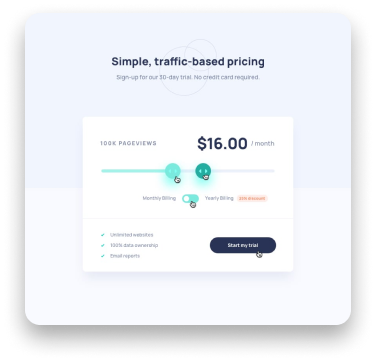 Simple, traffic-based pricing
Sign-up for our 30-day trial. No credit card required.
100K PAGEVIEWS
$16.00 / month
Monthly Billing
Yearly Billing
25% discount
Unlimited websites
100% data ownership
Email reports
Start my trial